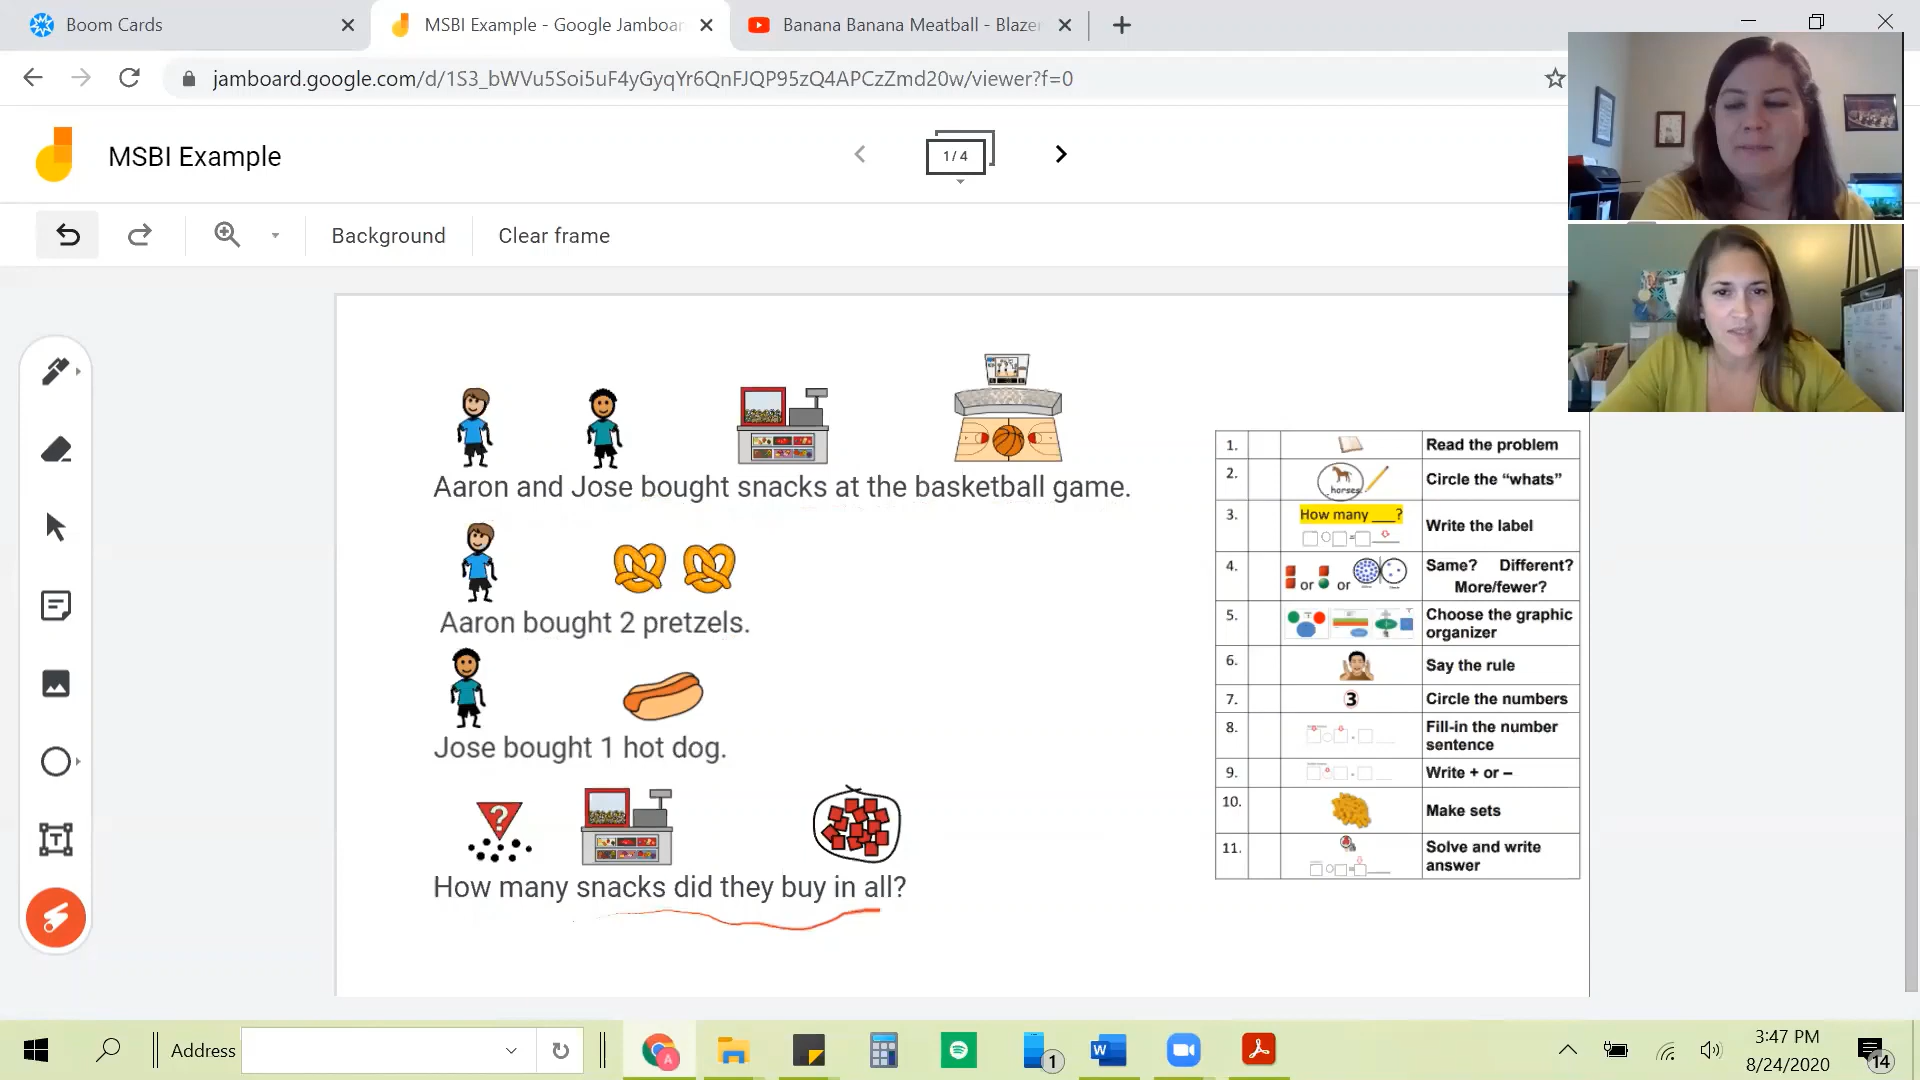 Boom Cards
MSBI Example - Google Jamboar
Banana Banana Meatball - Blazer
jamboard.google.com/d/1S3_bWVu5Soi5uF4yGyqYr6QnFJQP95zQ4APCzZmd20w/viewer?f=0
MSBI Example
1 / 4
Background
Clear frame
Aaron and Jose bought snacks at the basketball game.
Aaron bought 2 pretzels.
Jose bought 1 hot dog.
?
How many snacks did they buy in all?
1. Read the problem
2. horses Circle the “whats”
3. How many ___? Write the label
4. or or Same? Different? More/fewer?
5. Choose the graphic organizer
6. Say the rule
7. 3 Circle the numbers
8. Fill-in the number sentence
9. Write + or –
10. Make sets
11. Solve and write answer
Address
A
1
W
3:47 PM
8/24/2020
14